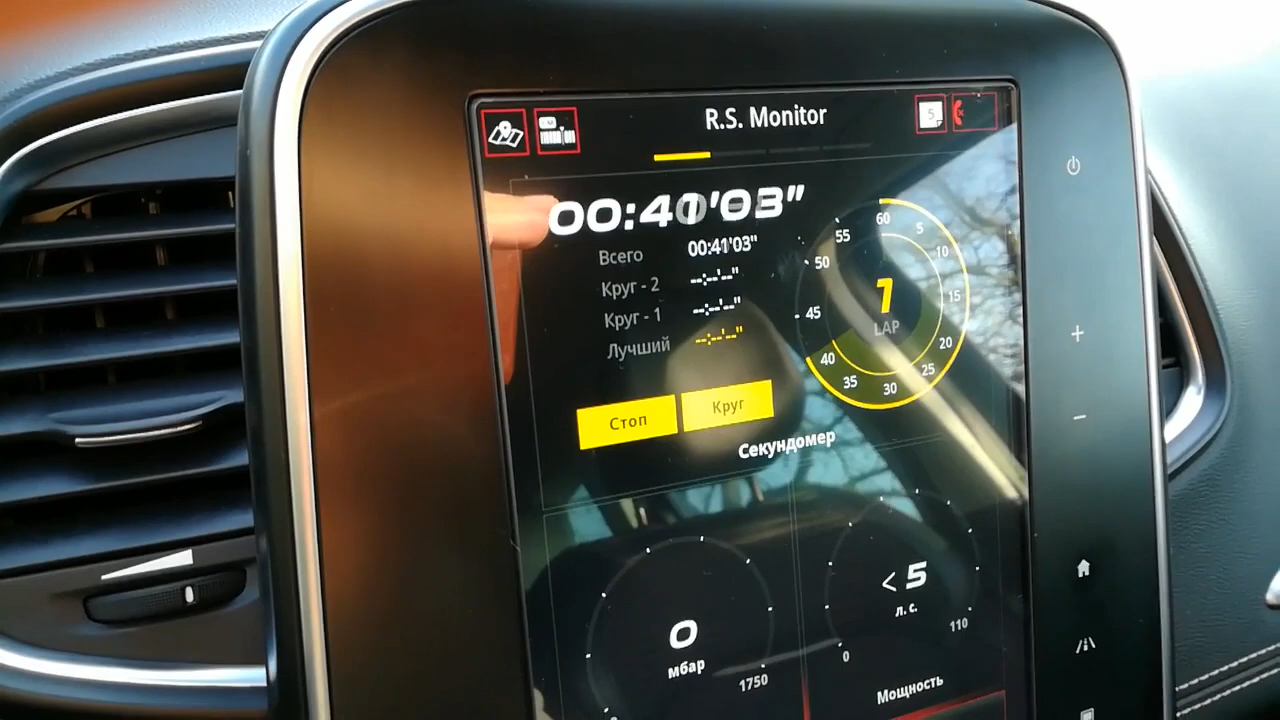 R.S. Monitor
5
00:41'03"
Всего 00:41'03"
Круг - 2 --:--'--"
Круг - 1 --:--'--"
Лучший --:--'--"
60
5
10
15
20
25
30
35
40
45
50
55
1
LAP
Стоп Круг
Секундомер
0
мбар
1750
< 5
л. с.
0
110
Мощность